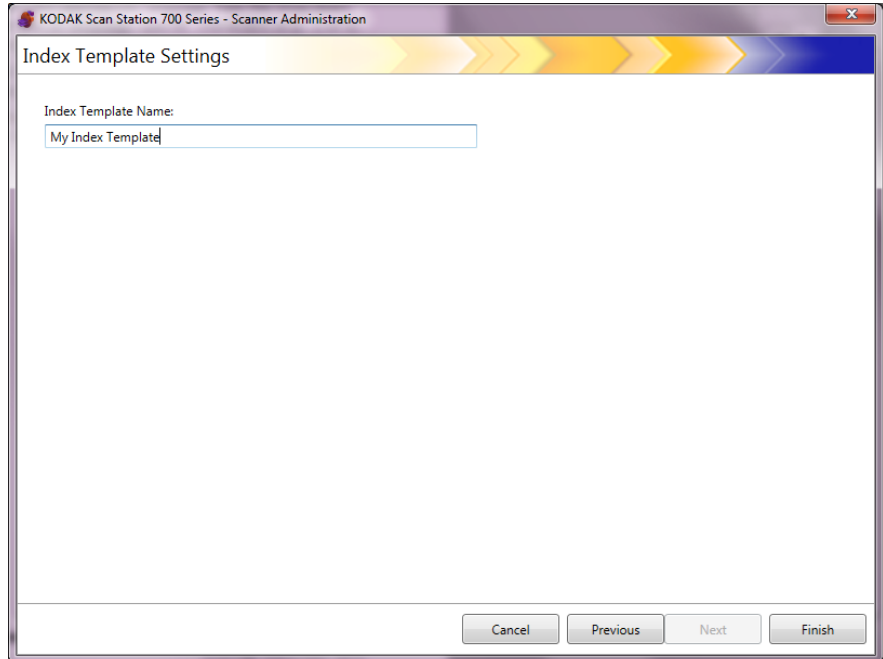 KODAK Scan Station 700 Series - Scanner Administration
Index Template Settings
Index Template Name:
My Index Template
Cancel Previous Next Finish